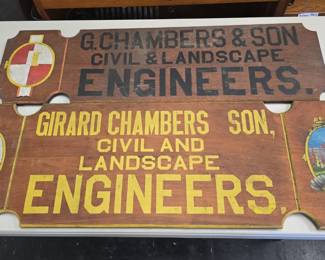 G. CHAMBERS & SON
CIVIL & LANDSCAPE
ENGINEERS.
GIRARD CHAMBERS SON,
CIVIL AND
LANDSCAPE
ENGINEERS.